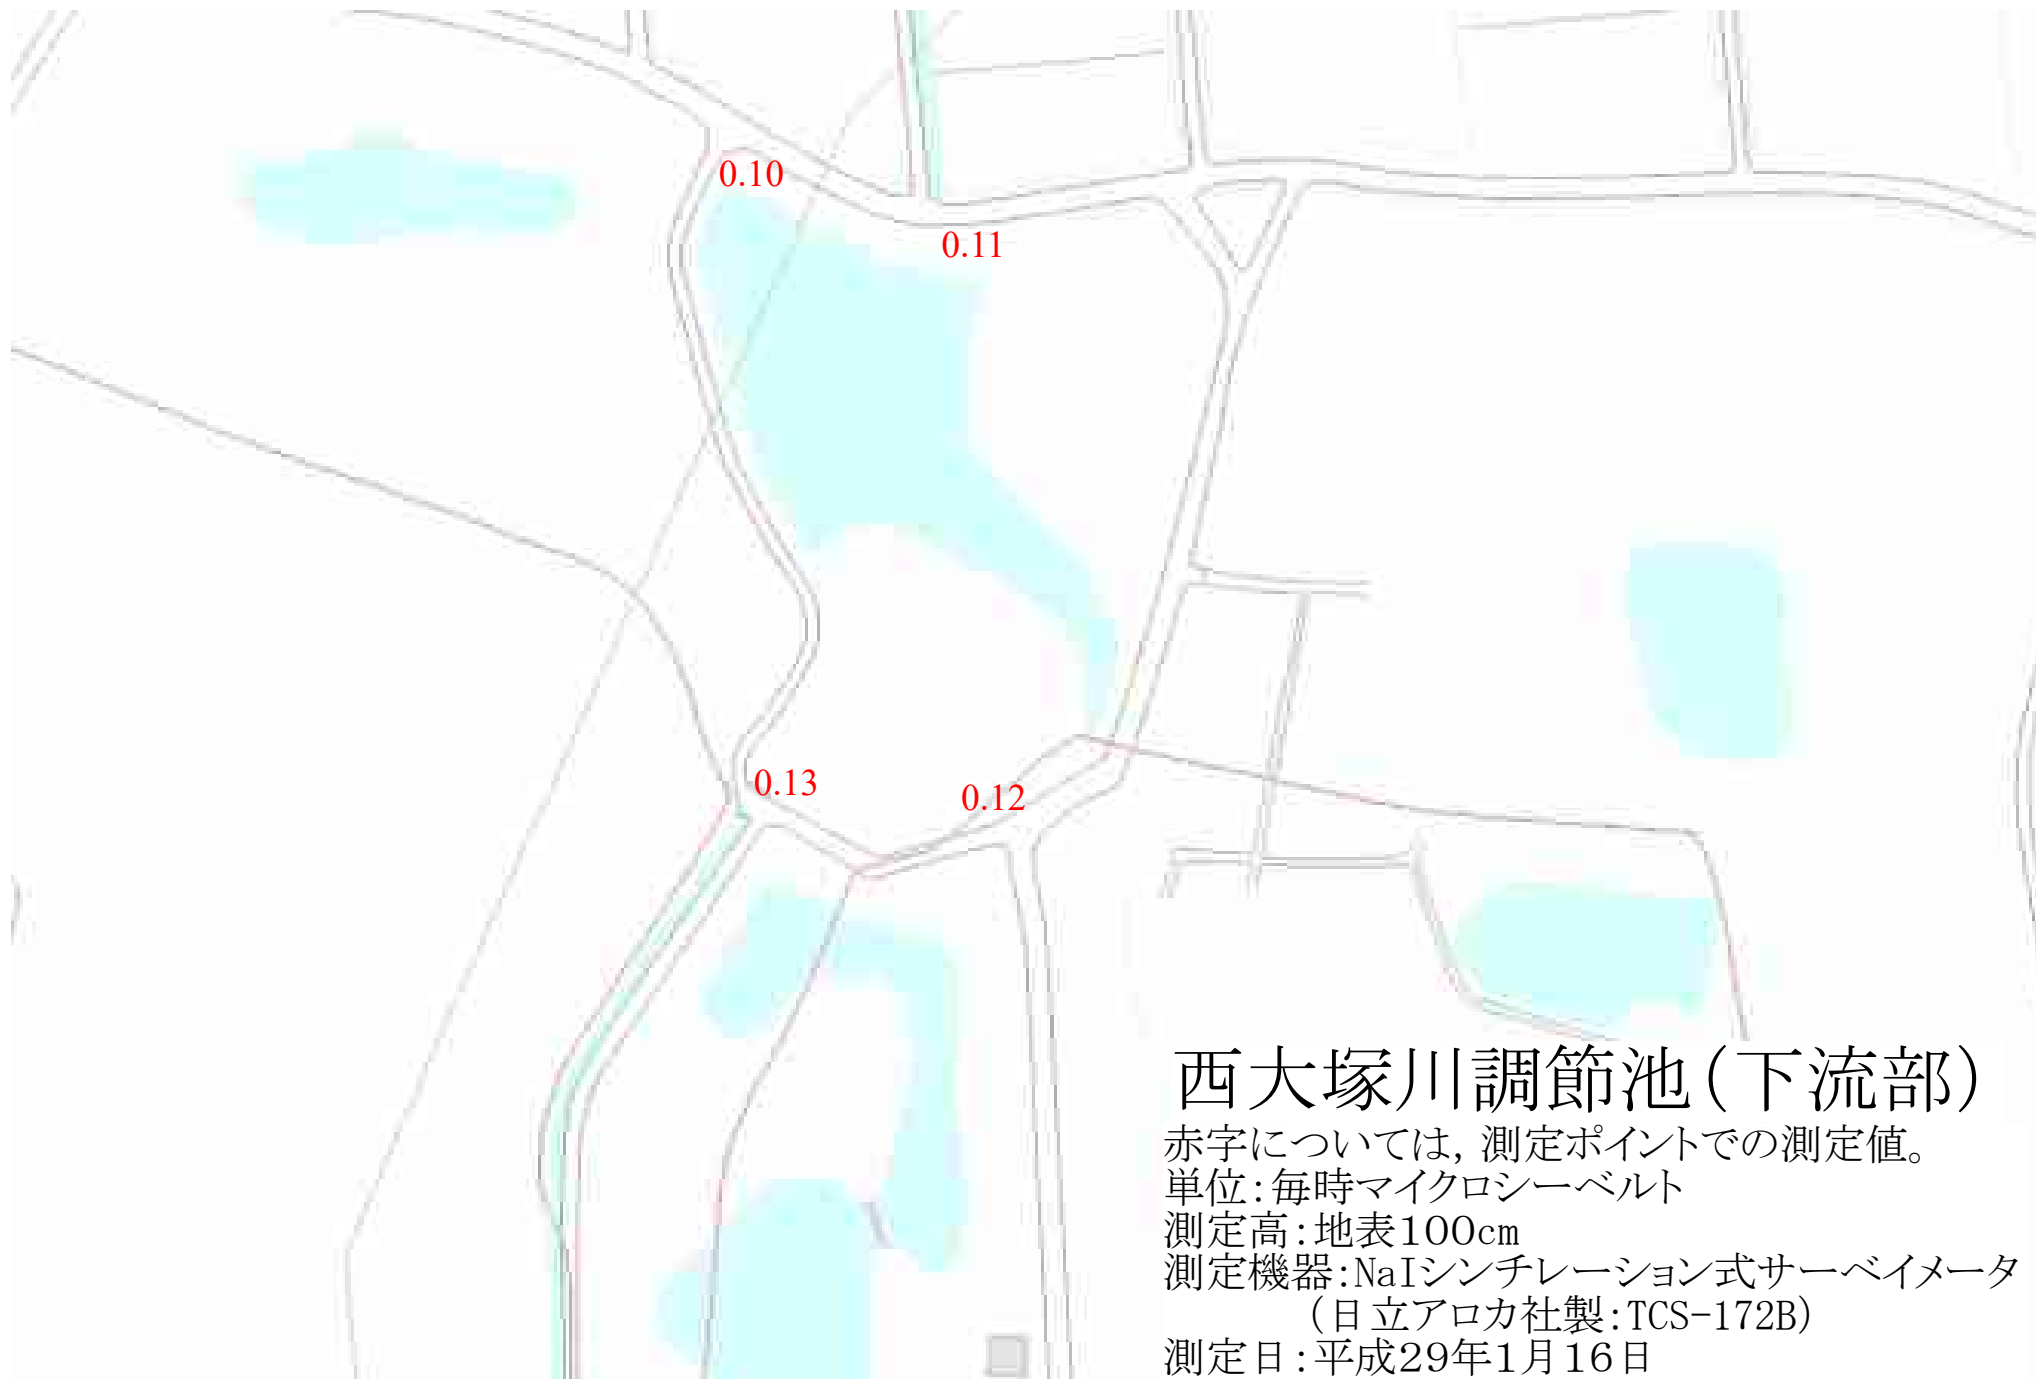 0.10
0.11
0.13
0.12
西大塚川調節池（下流部）
赤字については，測定ポイントでの測定値。
単位：毎時マイクロシーベルト
測定高：地表１００cm
測定機器：NaIシンチレーション式サーベイメータ
（日立アロカ社製：TCS-172B）
測定日：平成２９年１月１６日